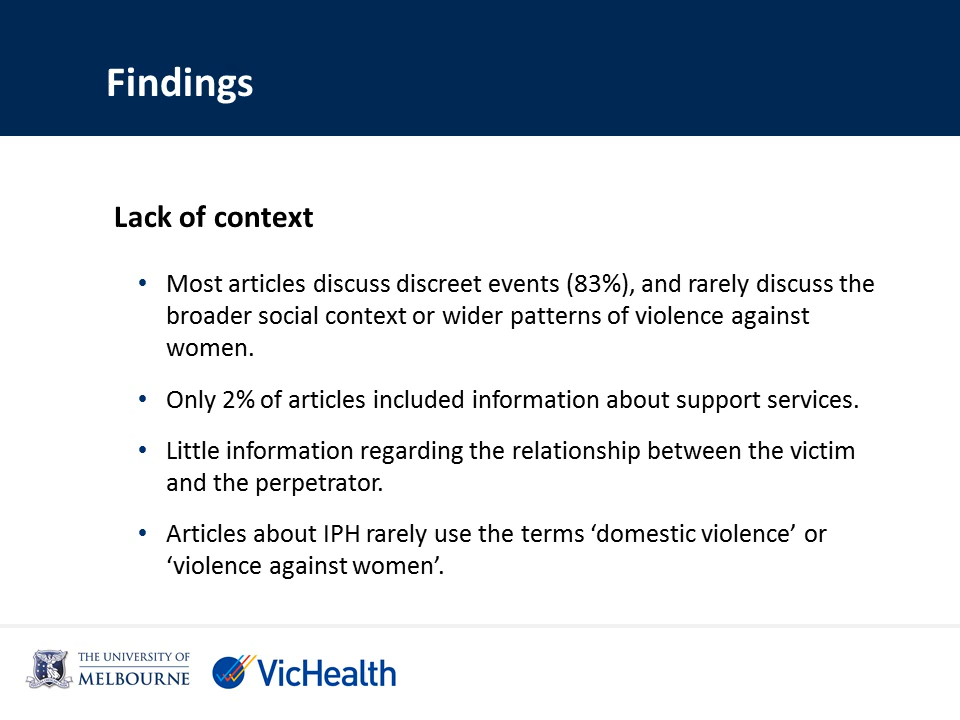 Findings
Lack of context
• Most articles discuss discreet events (83%), and rarely discuss the
broader social context or wider patterns of violence against
women.
• Only 2% of articles included information about support services.
• Little information regarding the relationship between the victim
and the perpetrator.
• Articles about IPH rarely use the terms ‘domestic violence’ or
‘violence against women’.
THE UNIVERSITY OF
MELBOURNE
VicHealth